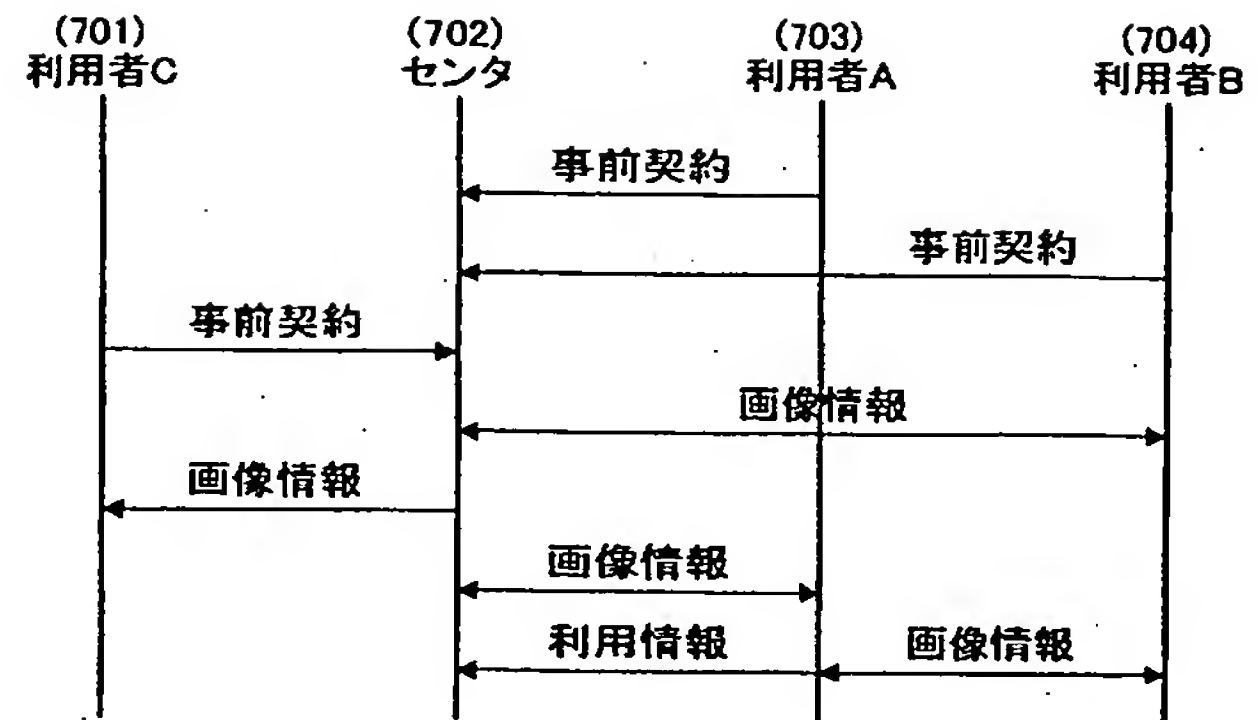 (701)
利用者C
(702)
センタ
(703)
利用者A
(704)
利用者B
事前契約
事前契約
事前契約
画像情報
画像情報
画像情報
利用情報
画像情報